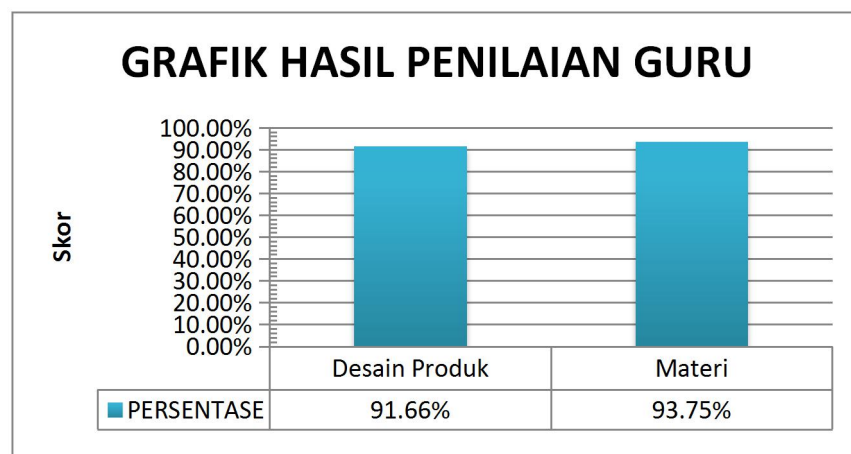 GRAFIK HASIL PENILAIAN GURU
Skor
100.00%
90.00%
80.00%
70.00%
60.00%
50.00%
40.00%
30.00%
20.00%
10.00%
0.00%
Desain Produk Materi
PERSENTASE 91.66% 93.75%